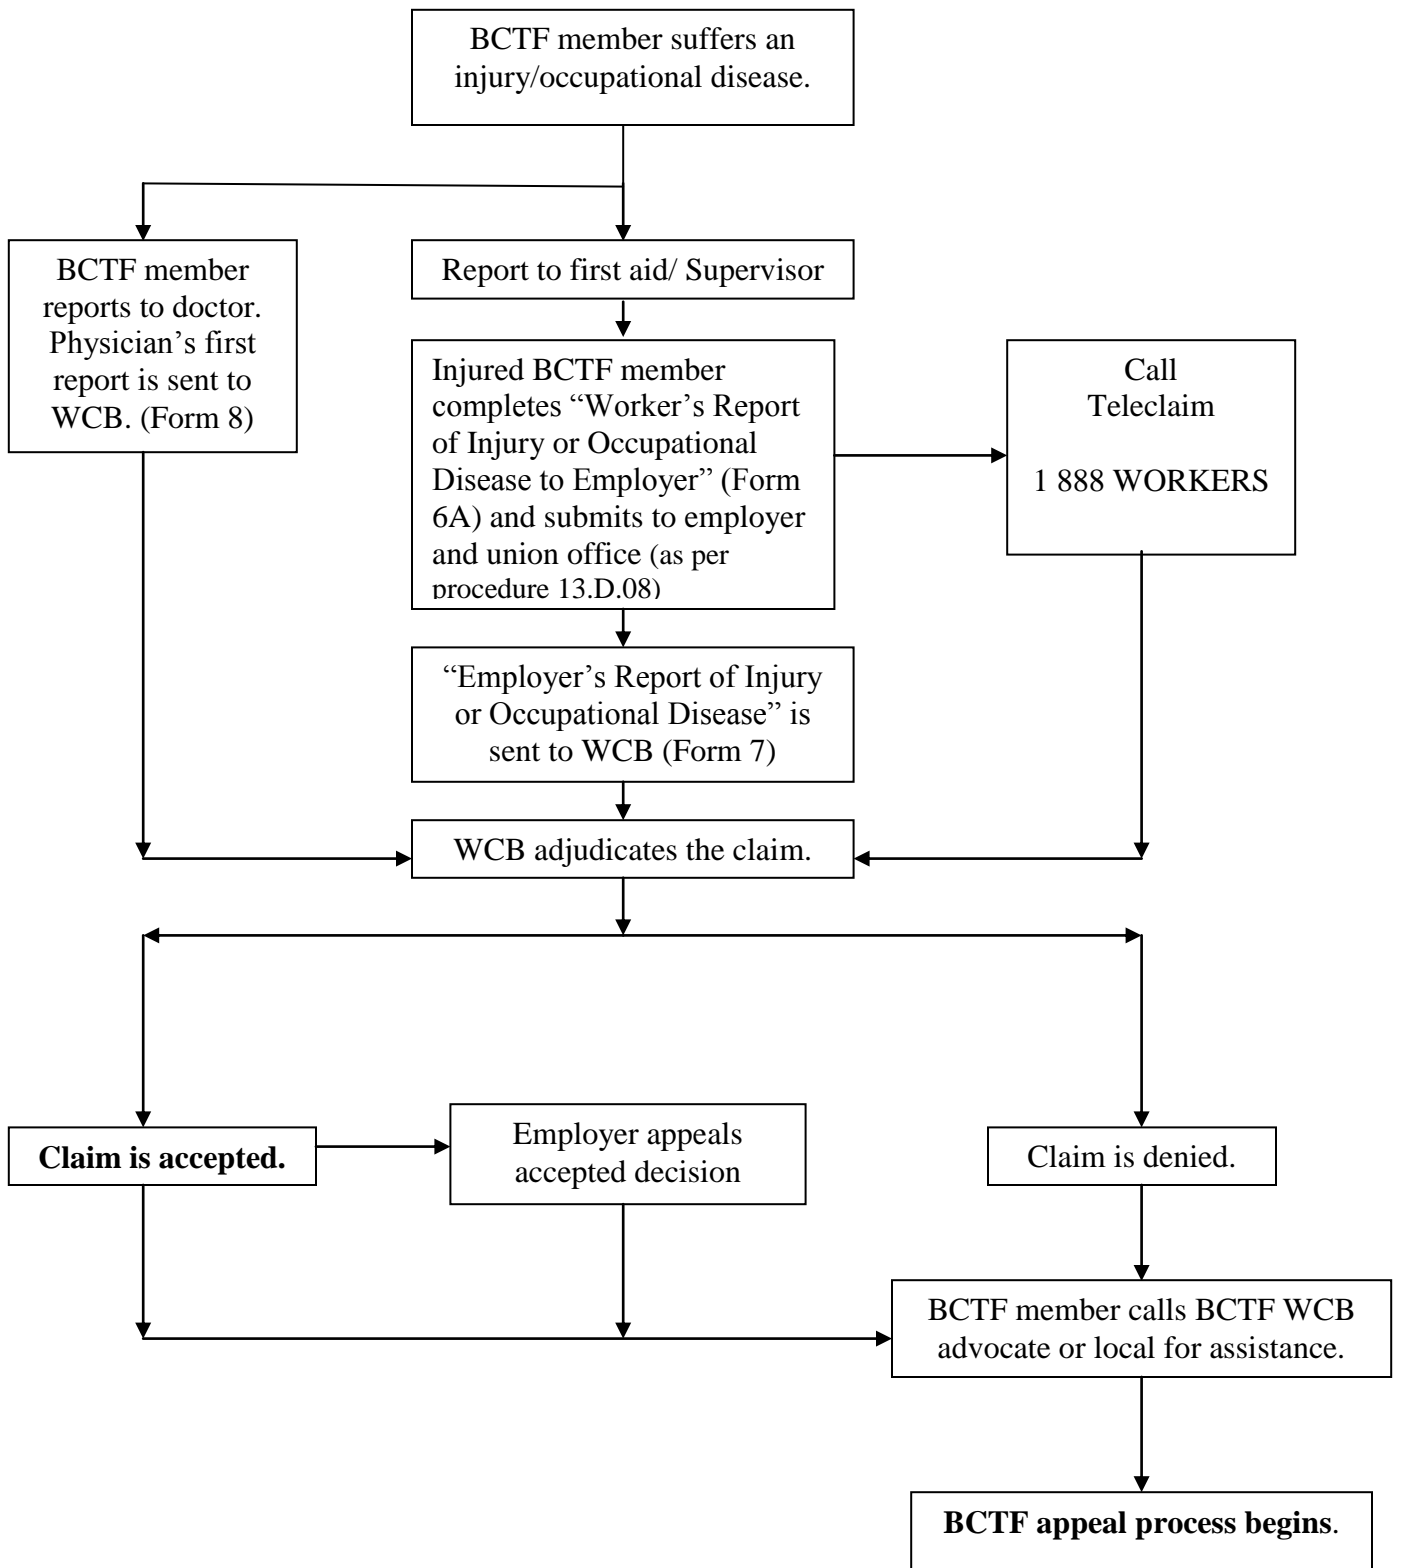 BCTF member suffers an
injury/occupational disease.
BCTF member
reports to doctor.
Physician’s first
report is sent to
WCB. (Form 8)
Report to first aid/ Supervisor
Injured BCTF member
completes “Worker’s Report
of Injury or Occupational
Disease to Employer” (Form
6A) and submits to employer
and union office (as per
procedure 13.D.08)
Call
Teleclaim
1 888 WORKERS
“Employer’s Report of Injury
or Occupational Disease” is
sent to WCB (Form 7)
WCB adjudicates the claim.
Claim is accepted.
Employer appeals
accepted decision
Claim is denied.
BCTF member calls BCTF WCB
advocate or local for assistance.
BCTF appeal process begins.